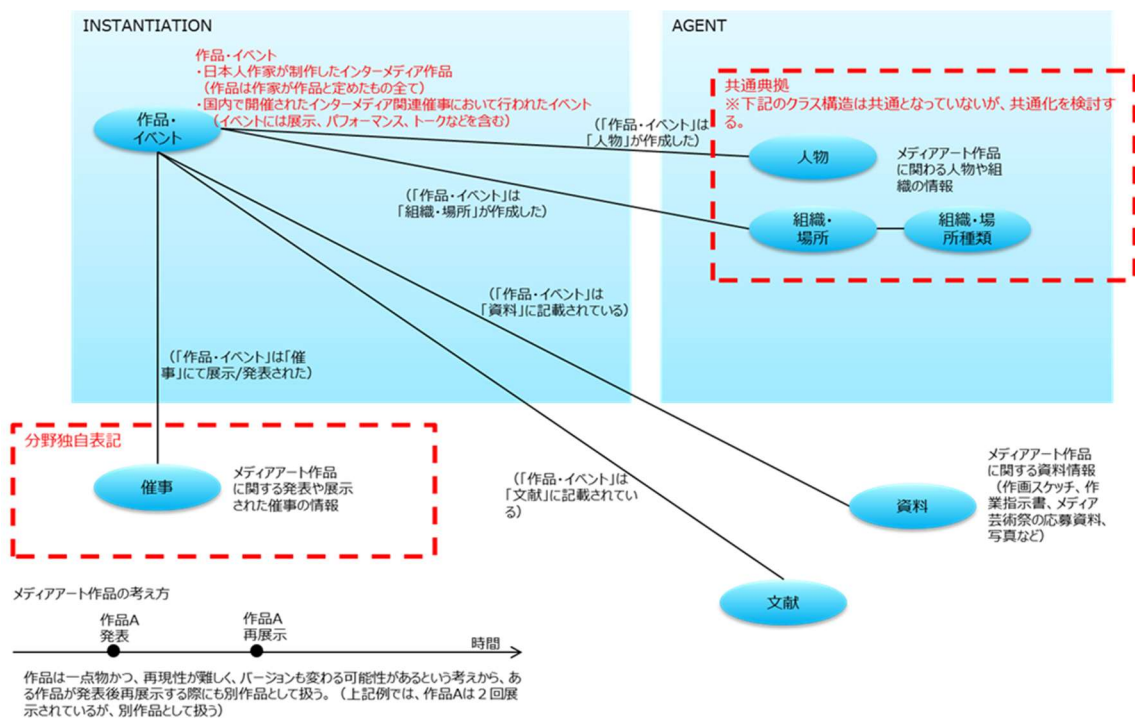 INSTANTIATION
作品・イベント
・日本人作家が制作したインターメディア作品
（作品は作家が作品と定めたもの全て）
・国内で開催されたインターメディア関連催事において行われたイベント
（イベントには展示、パフォーマンス、トークなどを含む）
作品・
イベント
AGENT
共通典拠
※下記のクラス構造は共通となっていないが、共通化を検討す
る。
（「作品・イベント」は
「人物」が作成した）
人物
メディアアート作品
に関わる人物や組
織の情報
（「作品・イベント」は
「組織・場所」が作成した）
組織・
場所
組織・場
所種類
（「作品・イベント」は
「資料」に記載されている）
（「作品・イベント」は「催
事」にて展示/発表された）
分野独自表記
催事
メディアアート作品
に関する発表や展示
された催事の情報
（「作品・イベント」は
「文献」に記載されてい
る）
資料
メディアアート作品
に関する資料情報
（作画スケッチ、作
業指示書、メディア
芸術祭の応募資料、
写真など）
文献
メディアアート作品の考え方
作品A
発表
作品A
再展示
時間
作品は一点物かつ、再現性が難しく、バージョンも変わる可能性があるという考えから、あ
る作品が発表後再展示する際にも別作品として扱う。（上記例では、作品Aは２回展
示されているが、別作品として扱う）